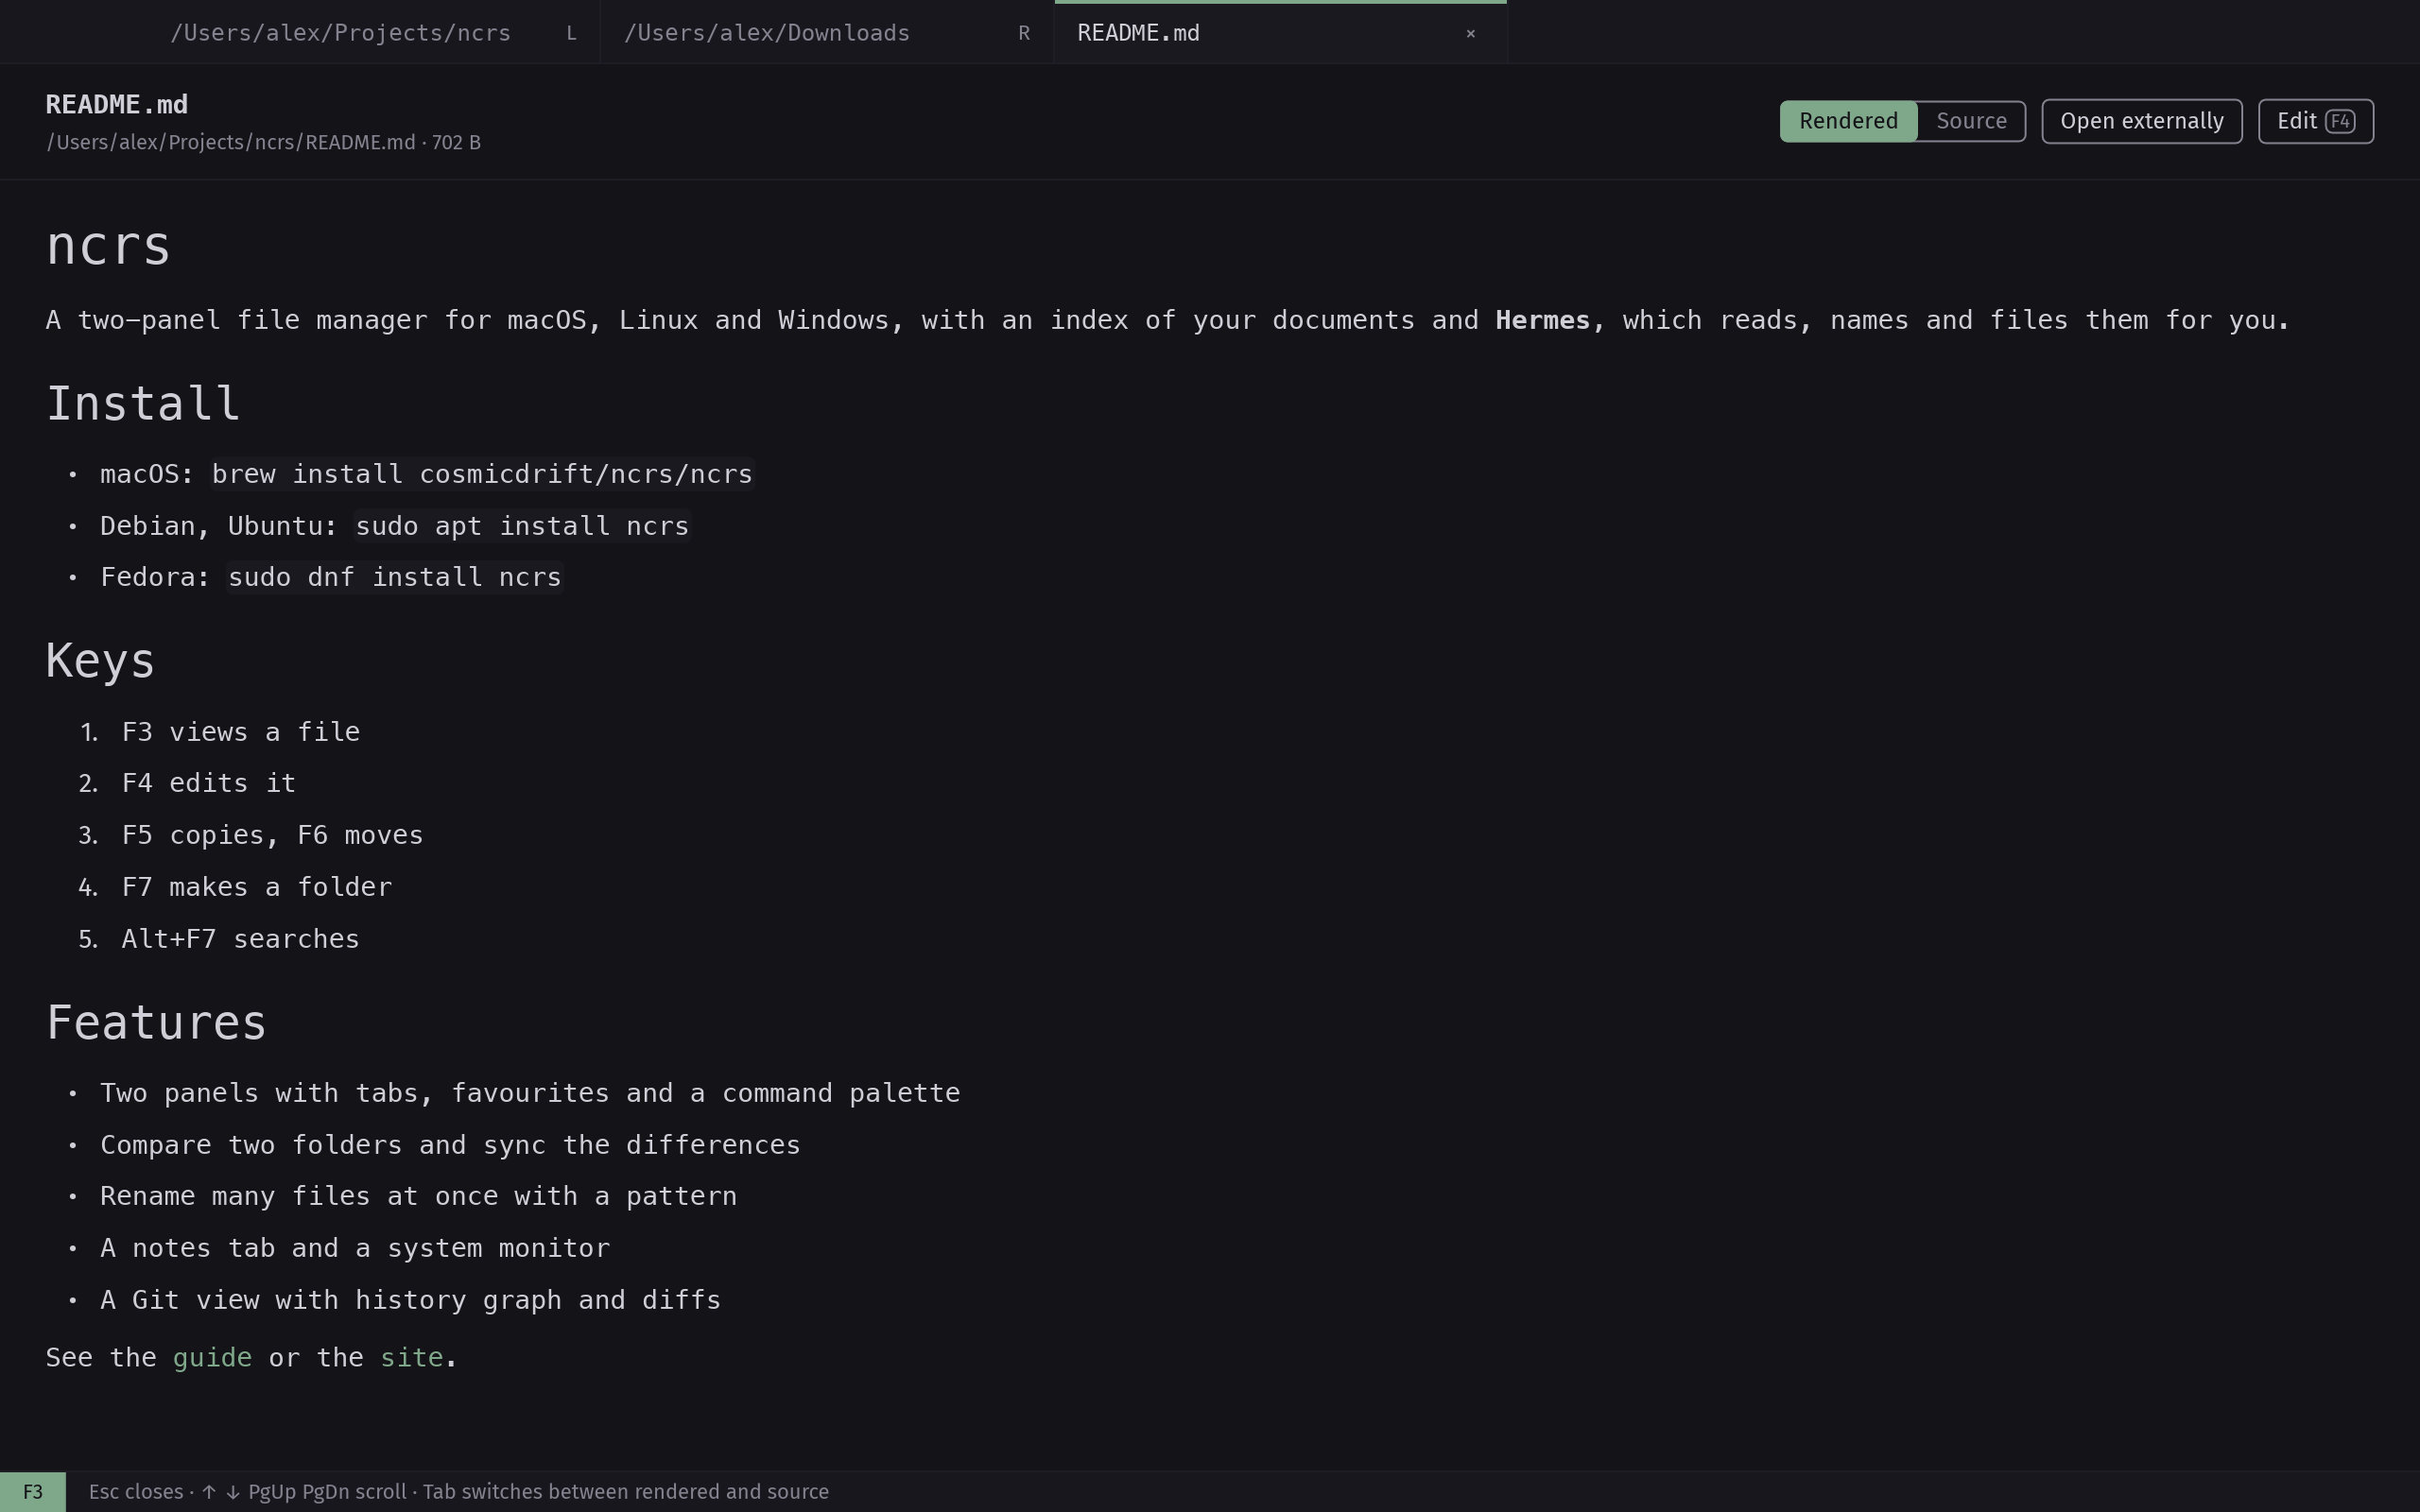 /Users/alex/Projects/ncrs L /Users/alex/Downloads R README.md ×
README.md
/Users/alex/Projects/ncrs/README.md · 702 B
Rendered Source Open externally Edit F4
ncrs
A two-panel file manager for macOS, Linux and Windows, with an index of your documents and Hermes, which reads, names and files them for you.
Install
• macOS: brew install cosmicdrift/ncrs/ncrs
• Debian, Ubuntu: sudo apt install ncrs
• Fedora: sudo dnf install ncrs
Keys
1. F3 views a file
2. F4 edits it
3. F5 copies, F6 moves
4. F7 makes a folder
5. Alt+F7 searches
Features
• Two panels with tabs, favourites and a command palette
• Compare two folders and sync the differences
• Rename many files at once with a pattern
• A notes tab and a system monitor
• A Git view with history graph and diffs
See the guide or the site.
F3 Esc closes · ↑ ↓ PgUp PgDn scroll · Tab switches between rendered and source